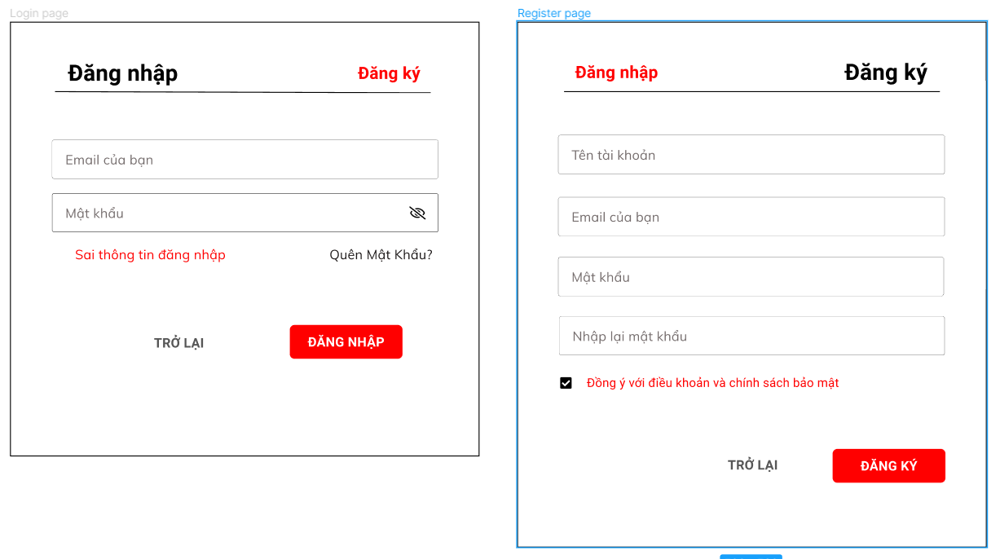 Login page
Đăng nhập
Đăng ký
Email của bạn
Mật khẩu
Sai thông tin đăng nhập
Quên Mật Khẩu?
TRỞ LẠI
ĐĂNG NHẬP
Register page
Đăng nhập
Đăng ký
Tên tài khoản
Email của bạn
Mật khẩu
Nhập lại mật khẩu
Đồng ý với điều khoản và chính sách bảo mật
TRỞ LẠI
ĐĂNG KÝ